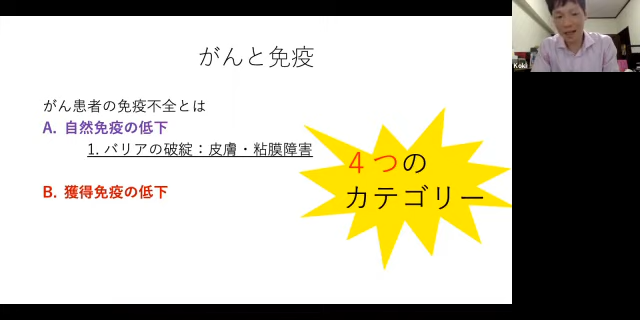 がんと免疫
がん患者の免疫不全とは
A. 自然免疫の低下
1. バリアの破綻：皮膚・粘膜障害
B. 獲得免疫の低下
４つの
カテゴリー
Koki